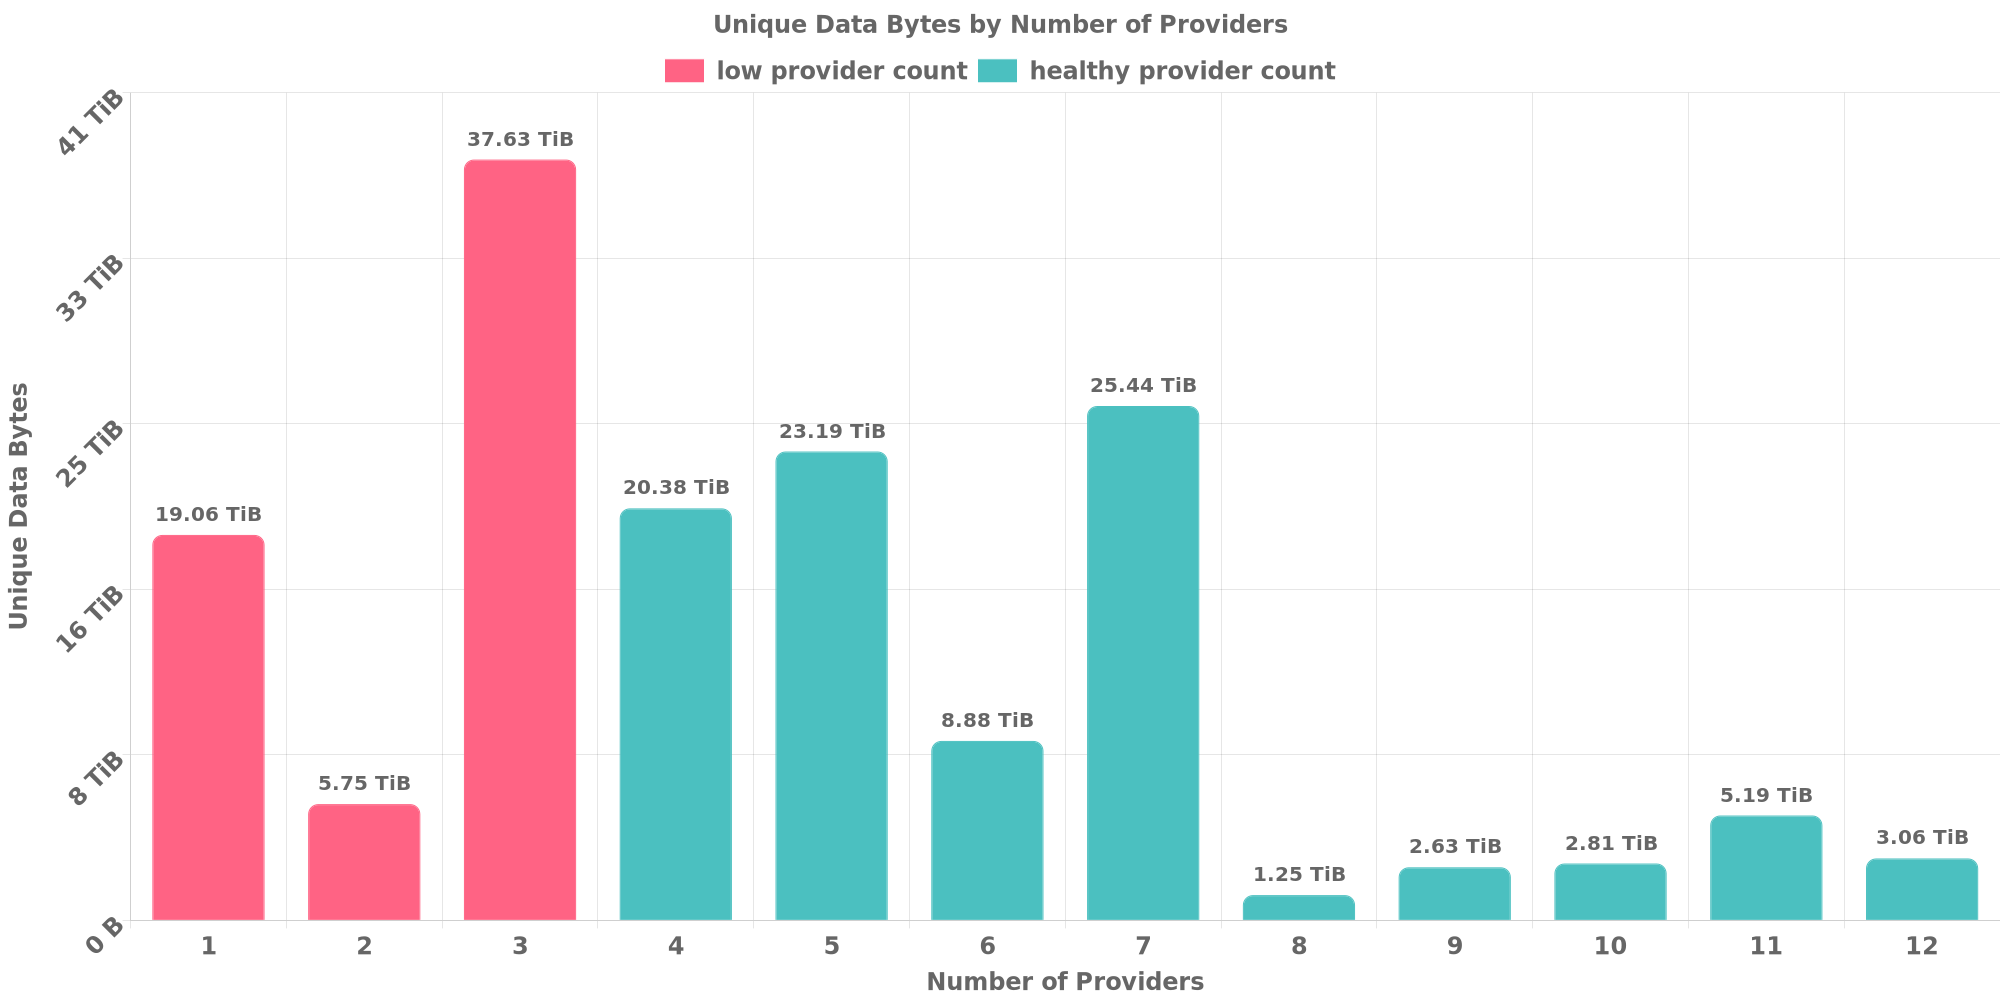 Unique Data Bytes by Number of Providers
low provider count healthy provider count
41 TiB
33 TiB
25 TiB
16 TiB
8 TiB
0 B
Unique Data Bytes
19.06 TiB
5.75 TiB
37.63 TiB
20.38 TiB
23.19 TiB
8.88 TiB
25.44 TiB
1.25 TiB
2.63 TiB
2.81 TiB
5.19 TiB
3.06 TiB
1 2 3 4 5 6 7 8 9 10 11 12
Number of Providers